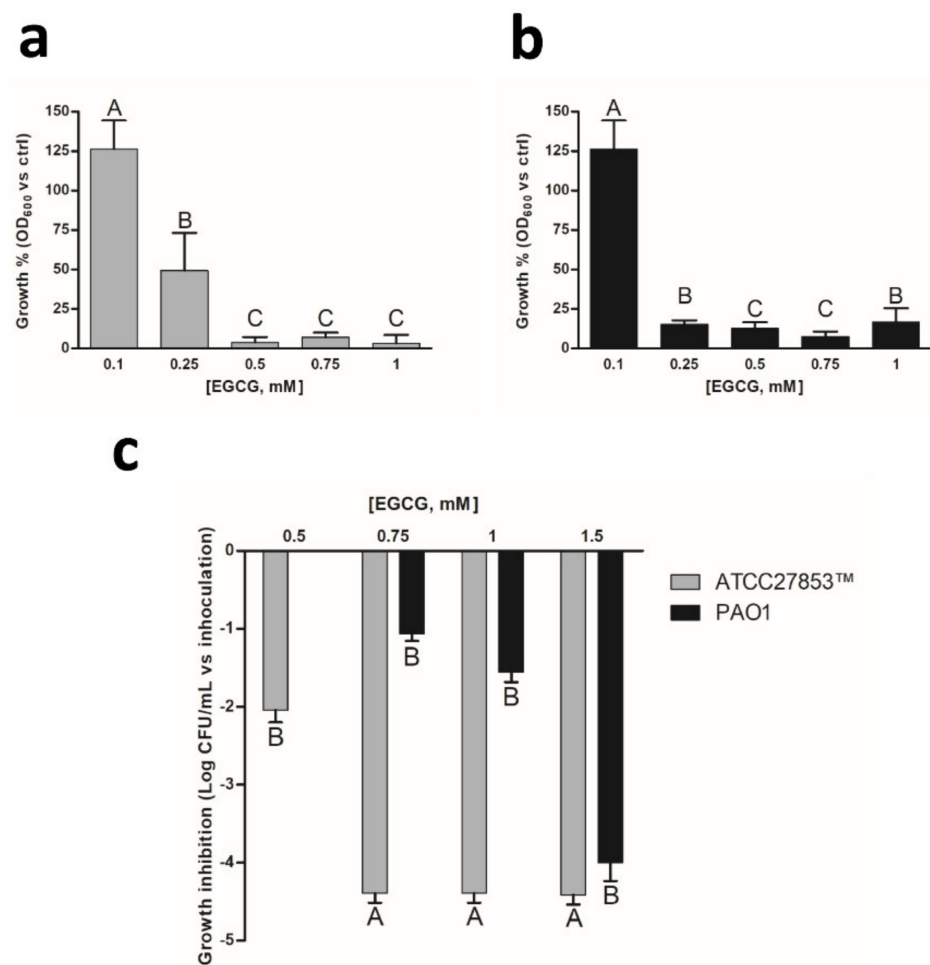 a
b
Growth % (OD600 vs ctrl)
150
125
100
75
50
25
0
A
B
C
C
C
0.1
0.25
0.5
0.75
1
[EGCG, mM]
Growth % (OD600 vs ctrl)
150
125
100
75
50
25
0
A
B
C
C
B
0.1
0.25
0.5
0.75
1
[EGCG, mM]
c
[EGCG, mM]
0.5
0.75
1
1.5
Growth inhibition (Log CFU/mL vs inhoculation)
0
-1
-2
-3
-4
-5
B
A
B
A
B
A
B
ATCC27853™
PAO1